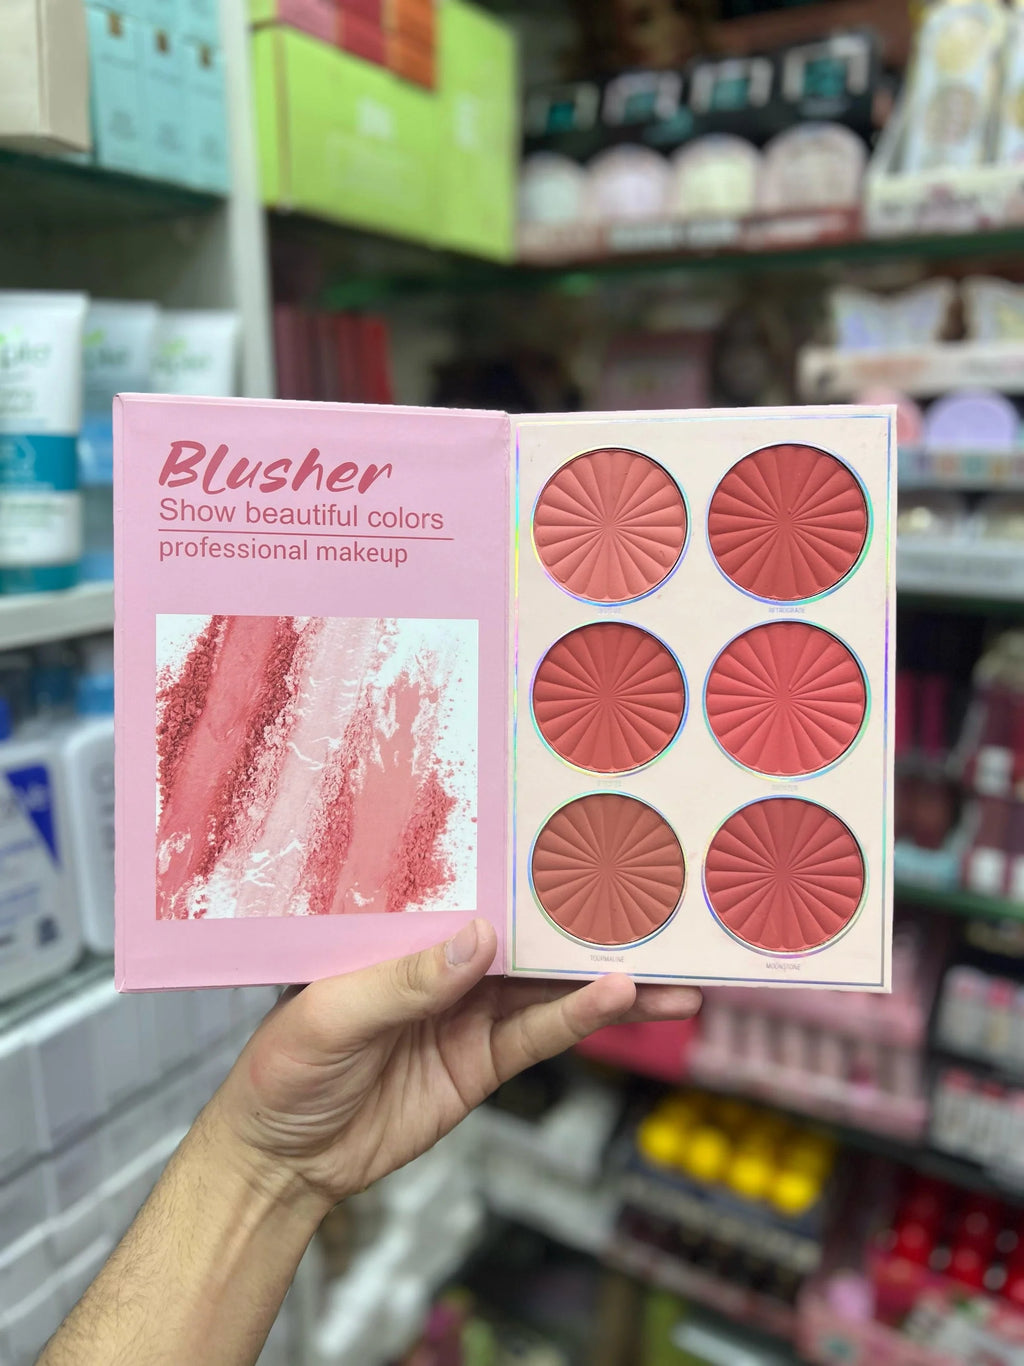 Blusher
Show beautiful colors
professional makeup
RETROGRADE
TOURMALINE
MOONSTONE